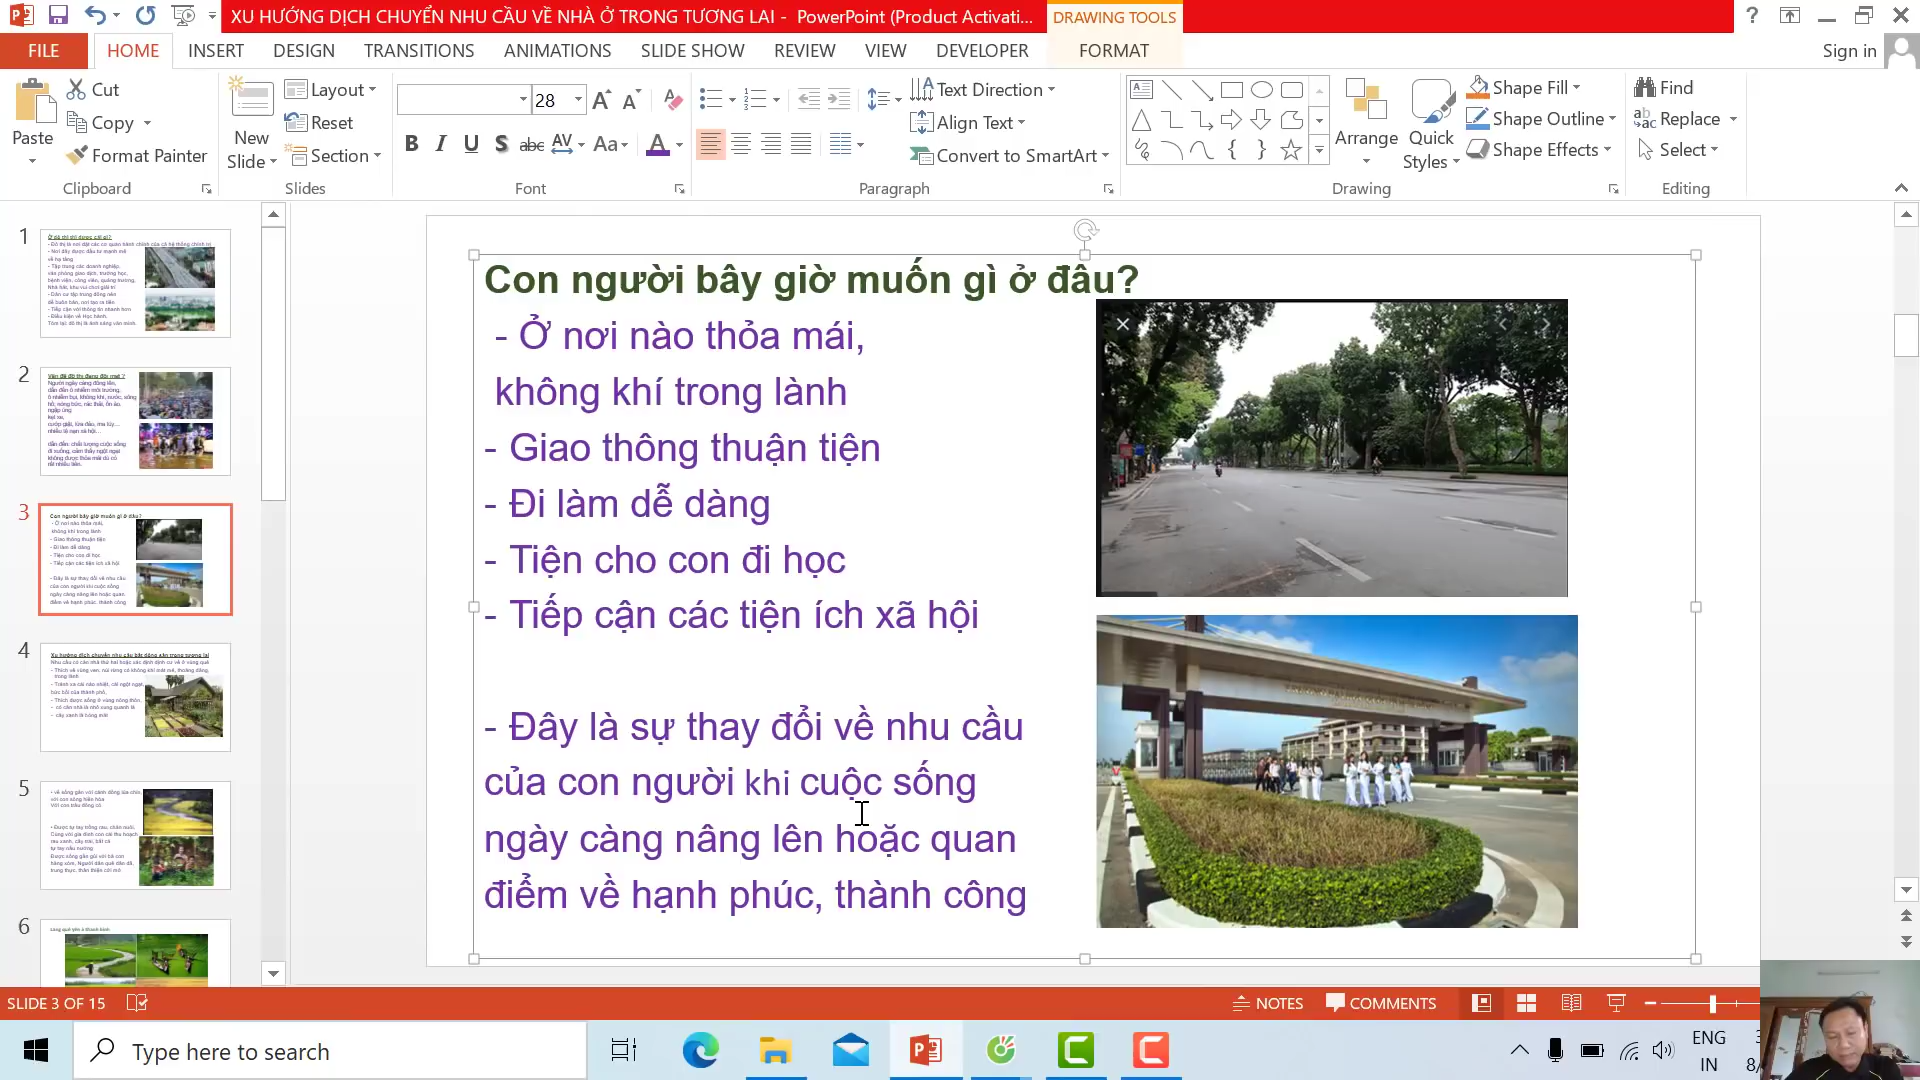 XU HƯỚNG DỊCH CHUYỂN NHU CẦU VỀ NHÀ Ở TRONG TƯƠNG LAI - PowerPoint (Product Activati...
DRAWING TOOLS
FILE
HOME
INSERT
DESIGN
TRANSITIONS
ANIMATIONS
SLIDE SHOW
REVIEW
VIEW
DEVELOPER
FORMAT
Sign in
Paste
Cut
Copy
Format Painter
Clipboard
New Slide
Layout
Reset
Section
Slides
28
Font
Text Direction
Align Text
Convert to SmartArt
Paragraph
Arrange
Quick Styles
Shape Fill
Shape Outline
Shape Effects
Drawing
Find
Replace
Select
Editing
1
2
3
4
5
6
Con người bây giờ muốn gì ở đâu?
- Ở nơi nào thỏa mái,
không khí trong lành
- Giao thông thuận tiện
- Đi làm dễ dàng
- Tiện cho con đi học
- Tiếp cận các tiện ích xã hội
- Đây là sự thay đổi về nhu cầu
của con người khi cuộc sống
ngày càng nâng lên hoặc quan
điểm về hạnh phúc, thành công
SLIDE 3 OF 15
NOTES
COMMENTS
Type here to search
ENG
IN